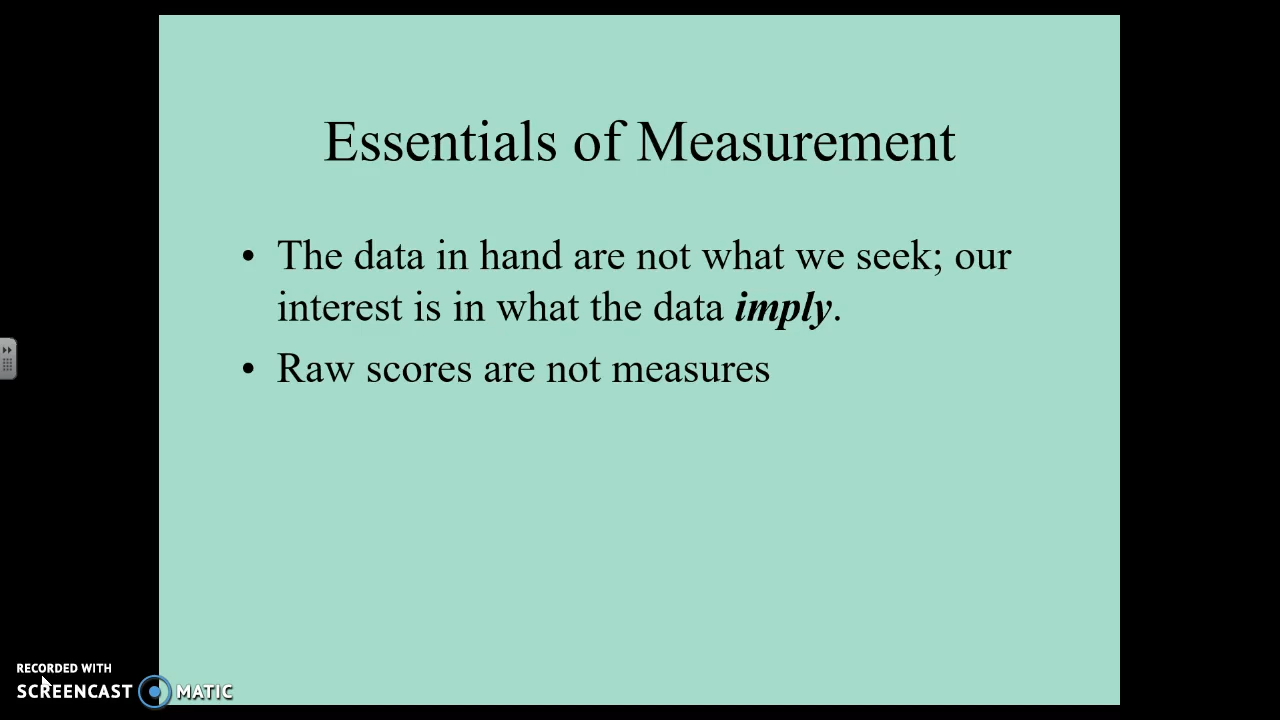 Essentials of Measurement
• The data in hand are not what we seek; our
interest is in what the data imply.
• Raw scores are not measures
RECORDED WITH
SCREENCAST MATIC